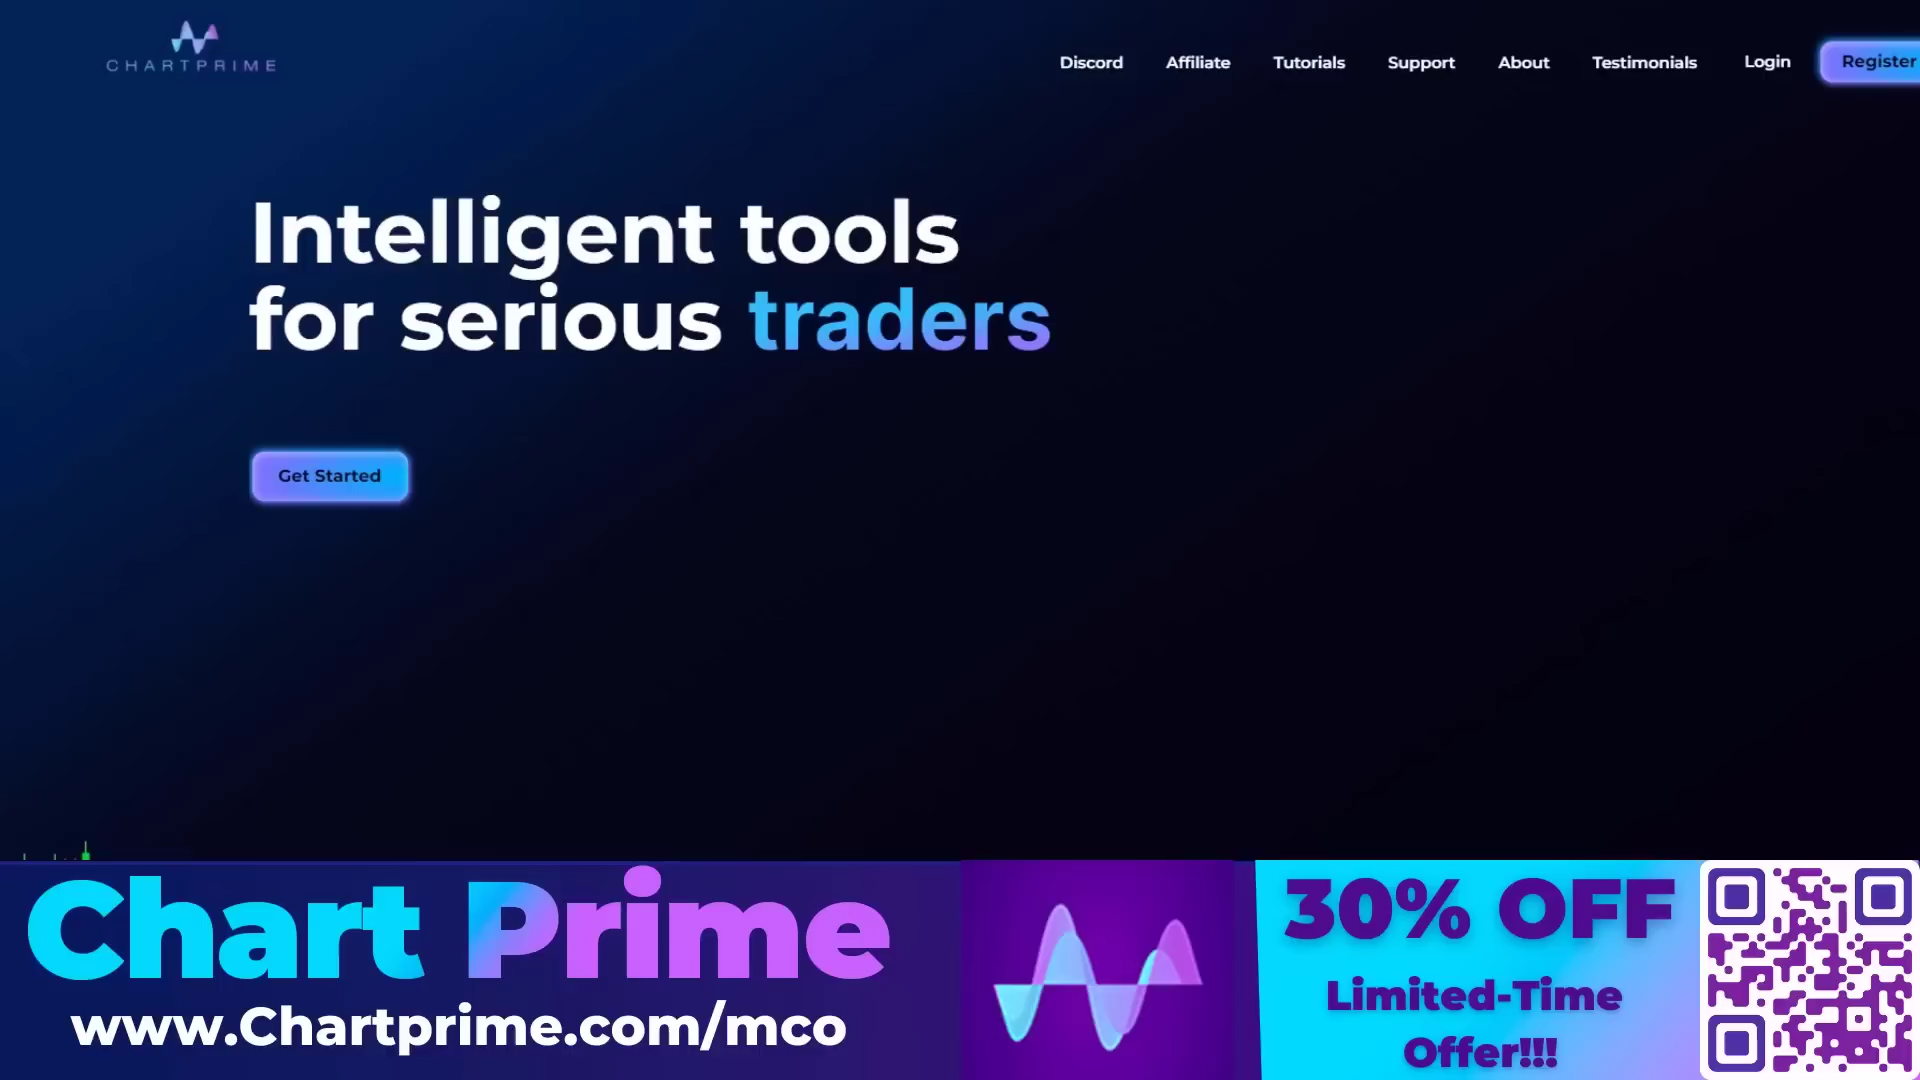 CHARTPRIME
Discord Affiliate Tutorials Support About Testimonials Login Register
Intelligent tools
for serious traders
Get Started
Chart Prime
www.Chartprime.com/mco
30% OFF
Limited-Time
Offer!!!